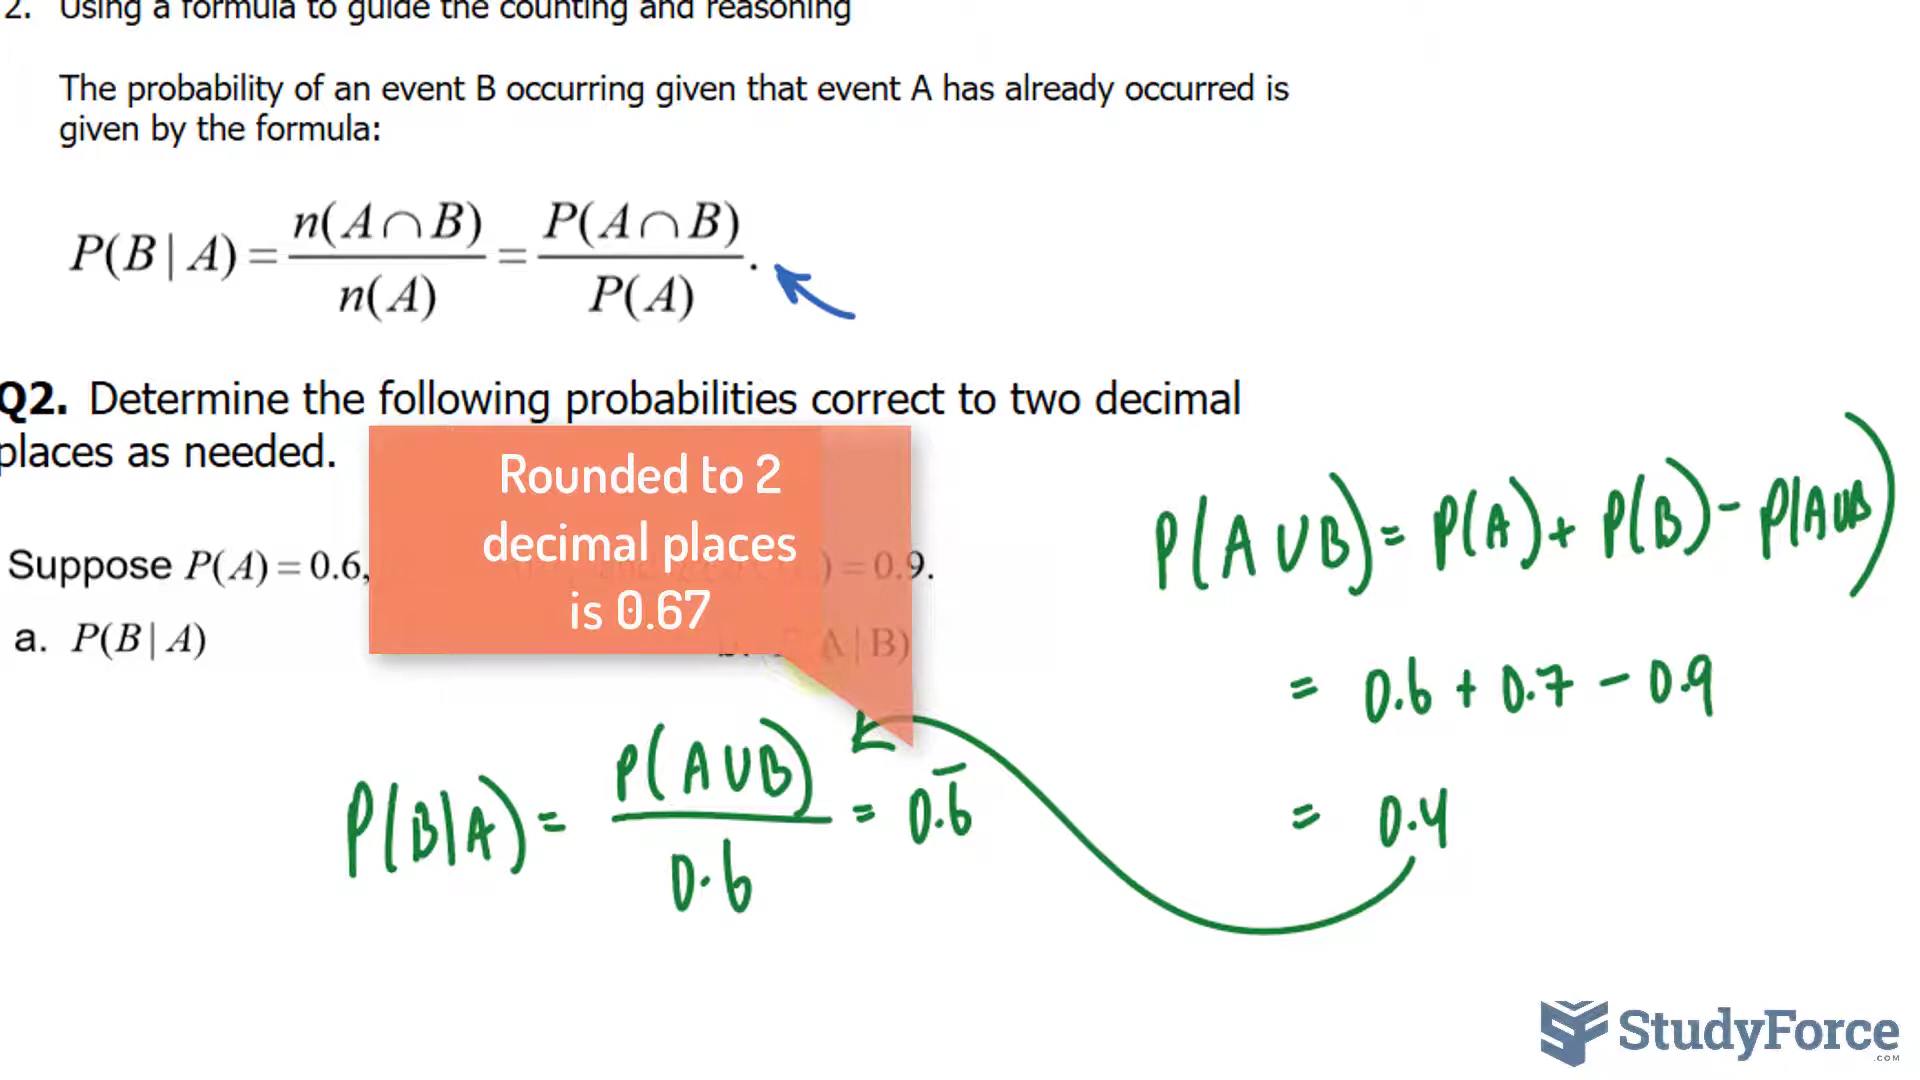 2. Using a formula to guide the counting and reasoning
The probability of an event B occurring given that event A has already occurred is
given by the formula:
P(B | A) = n(A∩B)/n(A) = P(A∩B)/P(A).
Q2. Determine the following probabilities correct to two decimal
places as needed.
Rounded to 2
decimal places
is 0.67
Suppose P(A) = 0.6, ) = 0.9.
a. P(B | A)
A | B)
P(A∪B) = P(A) + P(B) - P(A∪B)
= 0.6 + 0.7 - 0.9
= 0.4
P(B|A) = P(A∪B)/0.6 = 0.6̅
StudyForce
.COM